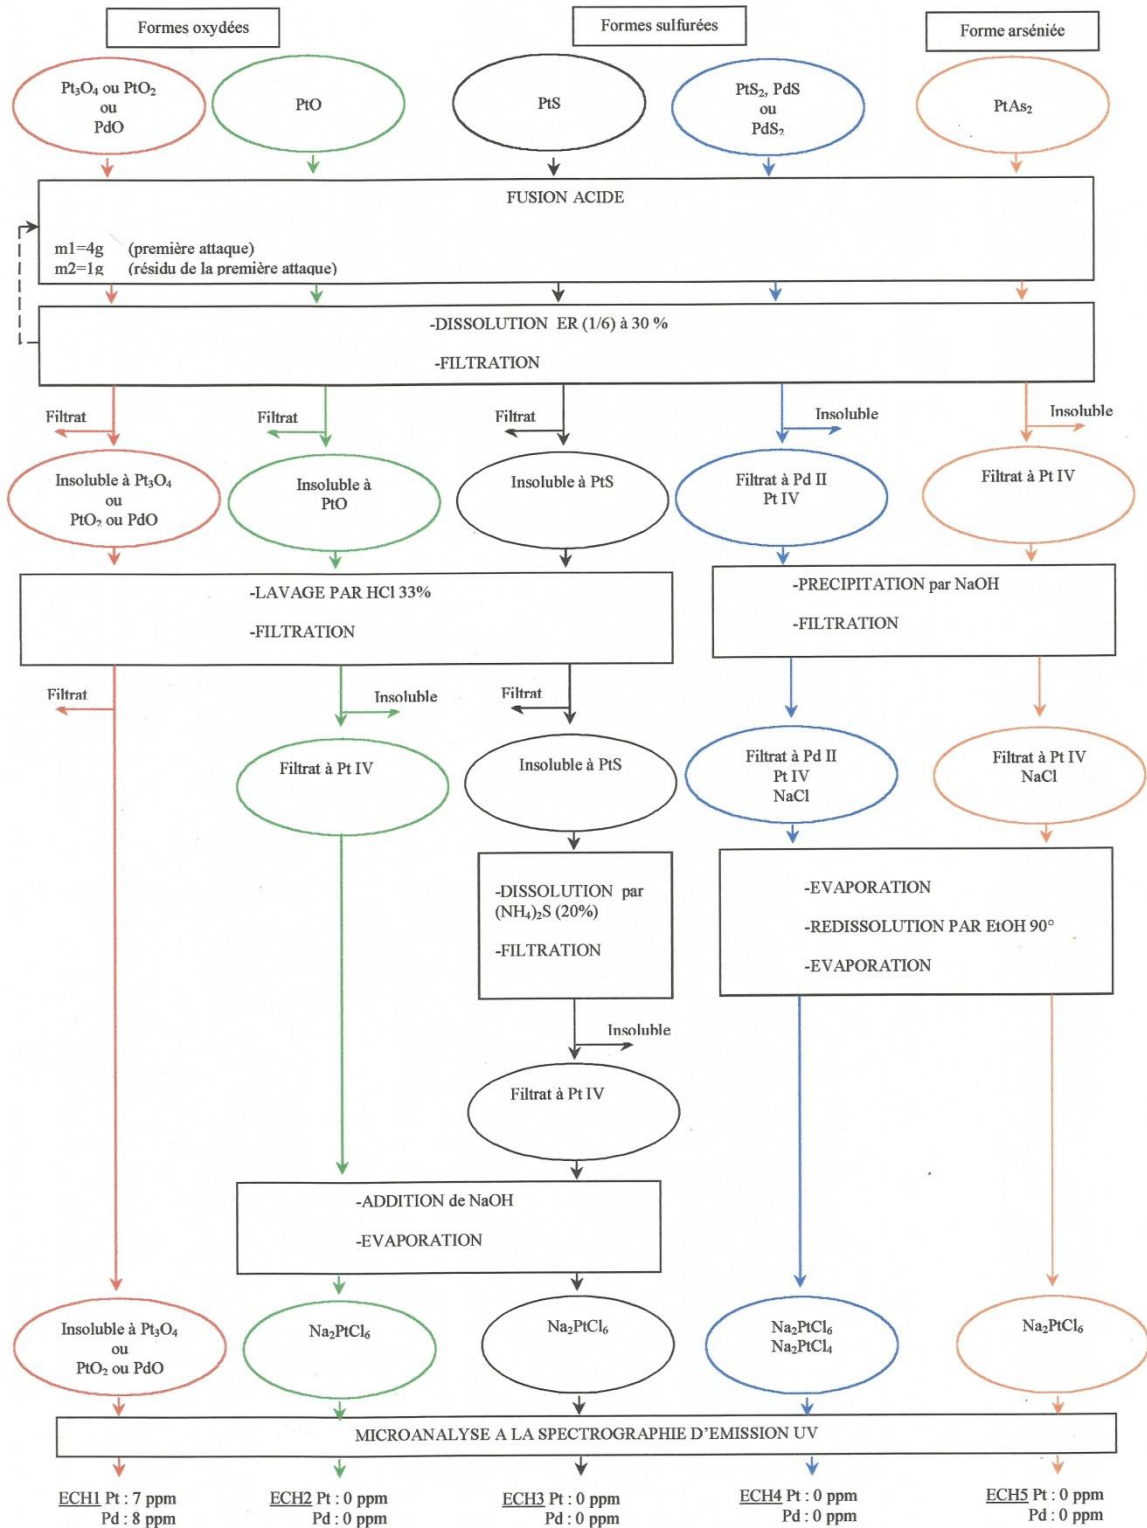 Formes oxydées
Formes sulfurées
Forme arséniée
Pt₃O₄ ou PtO₂
ou
PdO
PtO
PtS
PtS₂, PdS
ou
PdS₂
PtAs₂
FUSION ACIDE
m1=4g (première attaque)
m2=1g (résidu de la première attaque)
-DISSOLUTION ER (1/6) à 30 %
-FILTRATION
Filtrat
Filtrat
Filtrat
Insoluble
Insoluble
Insoluble à Pt₃O₄
ou
PtO₂ ou PdO
Insoluble à
PtO
Insoluble à PtS
Filtrat à Pd II
Pt IV
Filtrat à Pt IV
-LAVAGE PAR HCl 33%
-FILTRATION
-PRECIPITATION par NaOH
-FILTRATION
Filtrat
Insoluble
Filtrat
Filtrat à Pt IV
Insoluble à PtS
Filtrat à Pd II
Pt IV
NaCl
Filtrat à Pt IV
NaCl
-DISSOLUTION par
(NH₄)₂S (20%)
-FILTRATION
-EVAPORATION
-REDISSOLUTION PAR EtOH 90°
-EVAPORATION
Insoluble
Filtrat à Pt IV
-ADDITION de NaOH
-EVAPORATION
Insoluble à Pt₃O₄
ou
PtO₂ ou PdO
Na₂PtCl₆
Na₂PtCl₆
Na₂PtCl₆
Na₂PtCl₄
Na₂PtCl₆
MICROANALYSE A LA SPECTROGRAPHIE D'EMISSION UV
ECH1 Pt : 7 ppm
Pd : 8 ppm
ECH2 Pt : 0 ppm
Pd : 0 ppm
ECH3 Pt : 0 ppm
Pd : 0 ppm
ECH4 Pt : 0 ppm
Pd : 0 ppm
ECH5 Pt : 0 ppm
Pd : 0 ppm